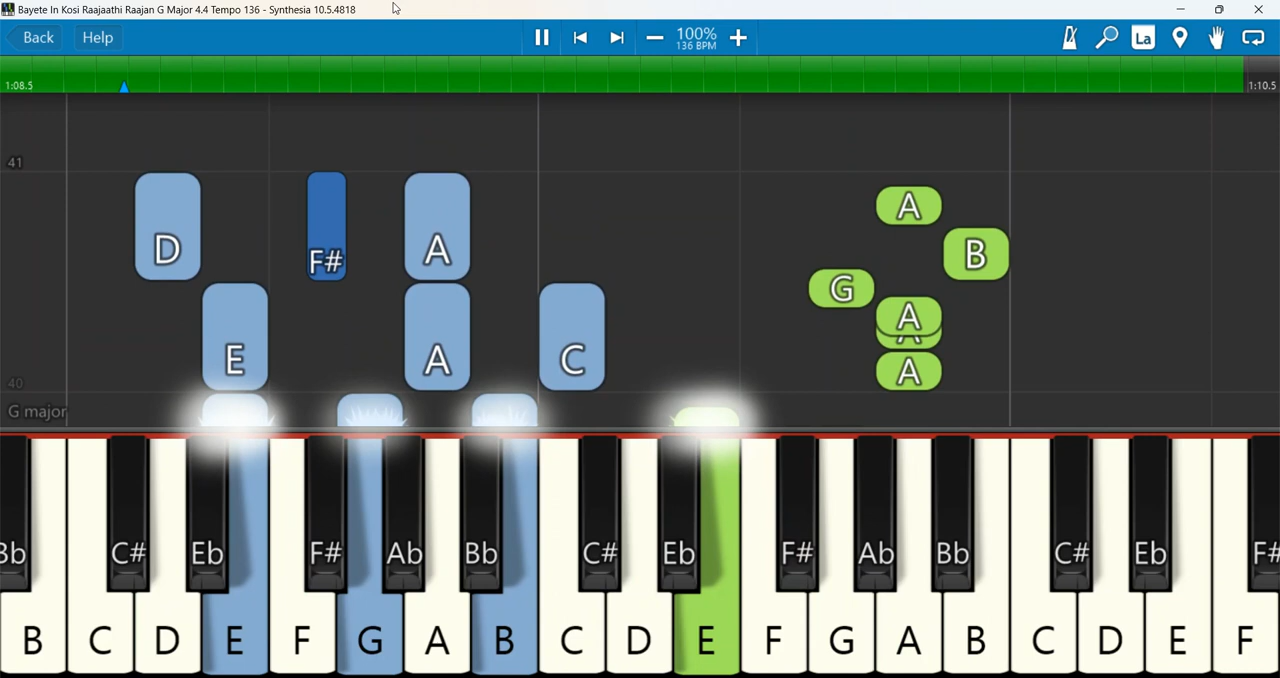 Bayete In Kosi Raajaathi Raajan G Major 4.4 Tempo 136 - Synthesia 10.5.4818
Back Help 100% La
136 BPM
1:08.5 1:10.5
41
A
D F# A B
G
A
E A C A
40
G major
Bb C# Eb F# Ab Bb C# Eb F# Ab Bb C# Eb F#
B C D E F G A B C D E F G A B C D E F